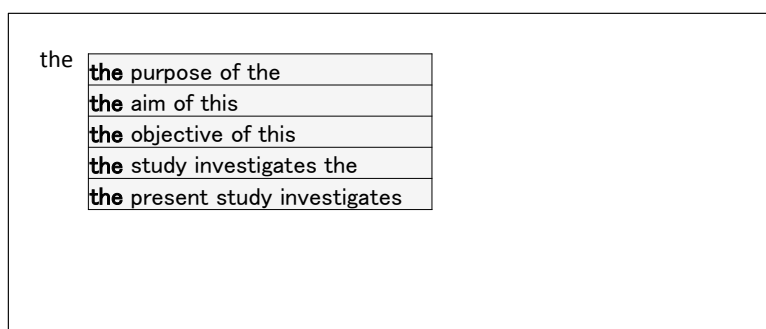 the
the purpose of the
the aim of this
the objective of this
the study investigates the
the present study investigates